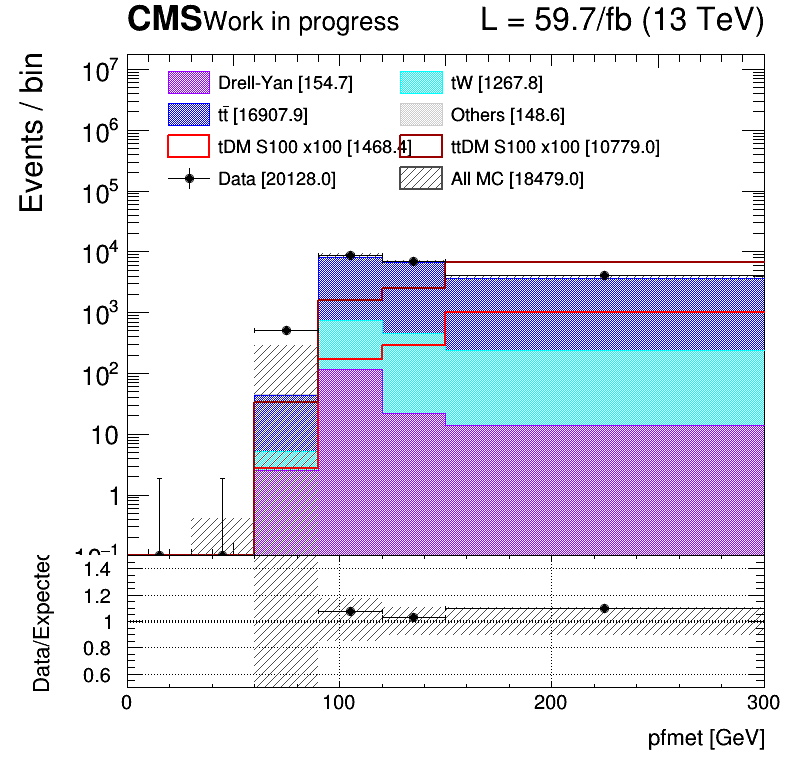 CMS Work in progress L = 59.7/fb (13 TeV)
Events / bin
Drell-Yan [154.7] tW [1267.8]
tt̄ [16907.9] Others [148.6]
tDM S100 x100 [1468.4] ttDM S100 x100 [10779.0]
Data [20128.0] All MC [18479.0]
10⁷
10⁶
10⁵
10⁴
10³
10²
10
1
10⁻¹
Data/Expected
1.4
1.2
1
0.8
0.6
0 100 200 300
pfmet [GeV]